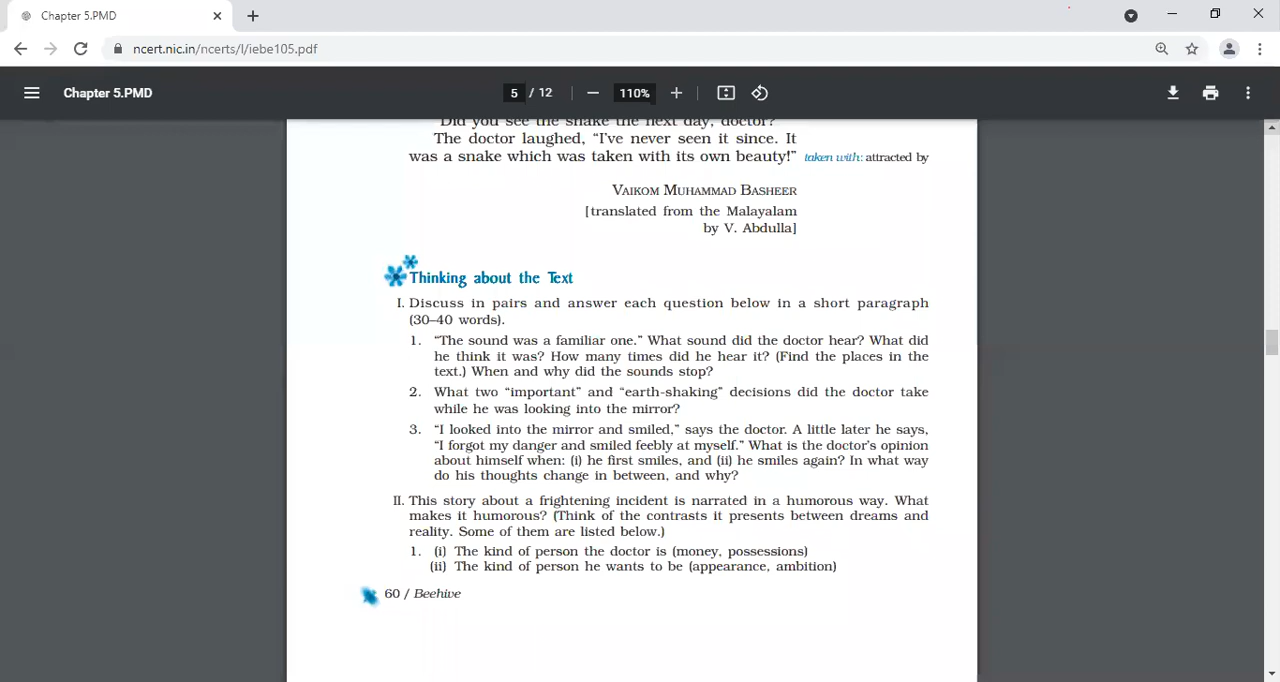 Chapter 5.PMD
ncert.nic.in/ncerts/l/iebe105.pdf
Chapter 5.PMD
5 / 12
110%
"Did you see the snake the next day, doctor?"
The doctor laughed, “I’ve never seen it since. It
was a snake which was taken with its own beauty!” taken with: attracted by
VAIKOM MUHAMMAD BASHEER
[translated from the Malayalam
by V. Abdulla]
Thinking about the Text
I. Discuss in pairs and answer each question below in a short paragraph
(30–40 words).
1. “The sound was a familiar one.” What sound did the doctor hear? What did
he think it was? How many times did he hear it? (Find the places in the
text.) When and why did the sounds stop?
2. What two “important” and “earth-shaking” decisions did the doctor take
while he was looking into the mirror?
3. “I looked into the mirror and smiled,” says the doctor. A little later he says,
“I forgot my danger and smiled feebly at myself.” What is the doctor’s opinion
about himself when: (i) he first smiles, and (ii) he smiles again? In what way
do his thoughts change in between, and why?
II. This story about a frightening incident is narrated in a humorous way. What
makes it humorous? (Think of the contrasts it presents between dreams and
reality. Some of them are listed below.)
1. (i) The kind of person the doctor is (money, possessions)
(ii) The kind of person he wants to be (appearance, ambition)
60 / Beehive